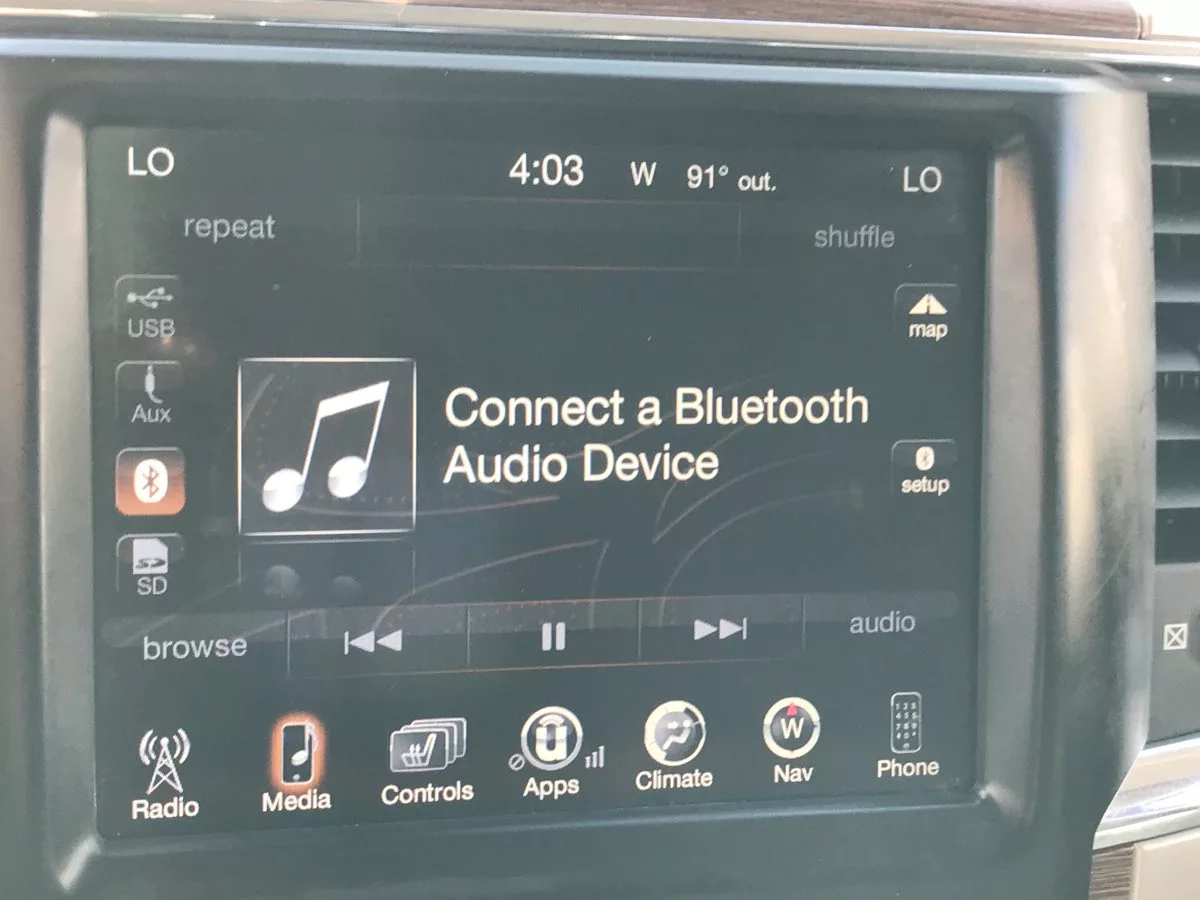 LO
4:03 W 91° out.
LO
repeat
shuffle
USB
map
Aux
Connect a Bluetooth
Audio Device
setup
SD
browse
audio
Radio
Media
Controls
Apps
Climate
W
Nav
Phone